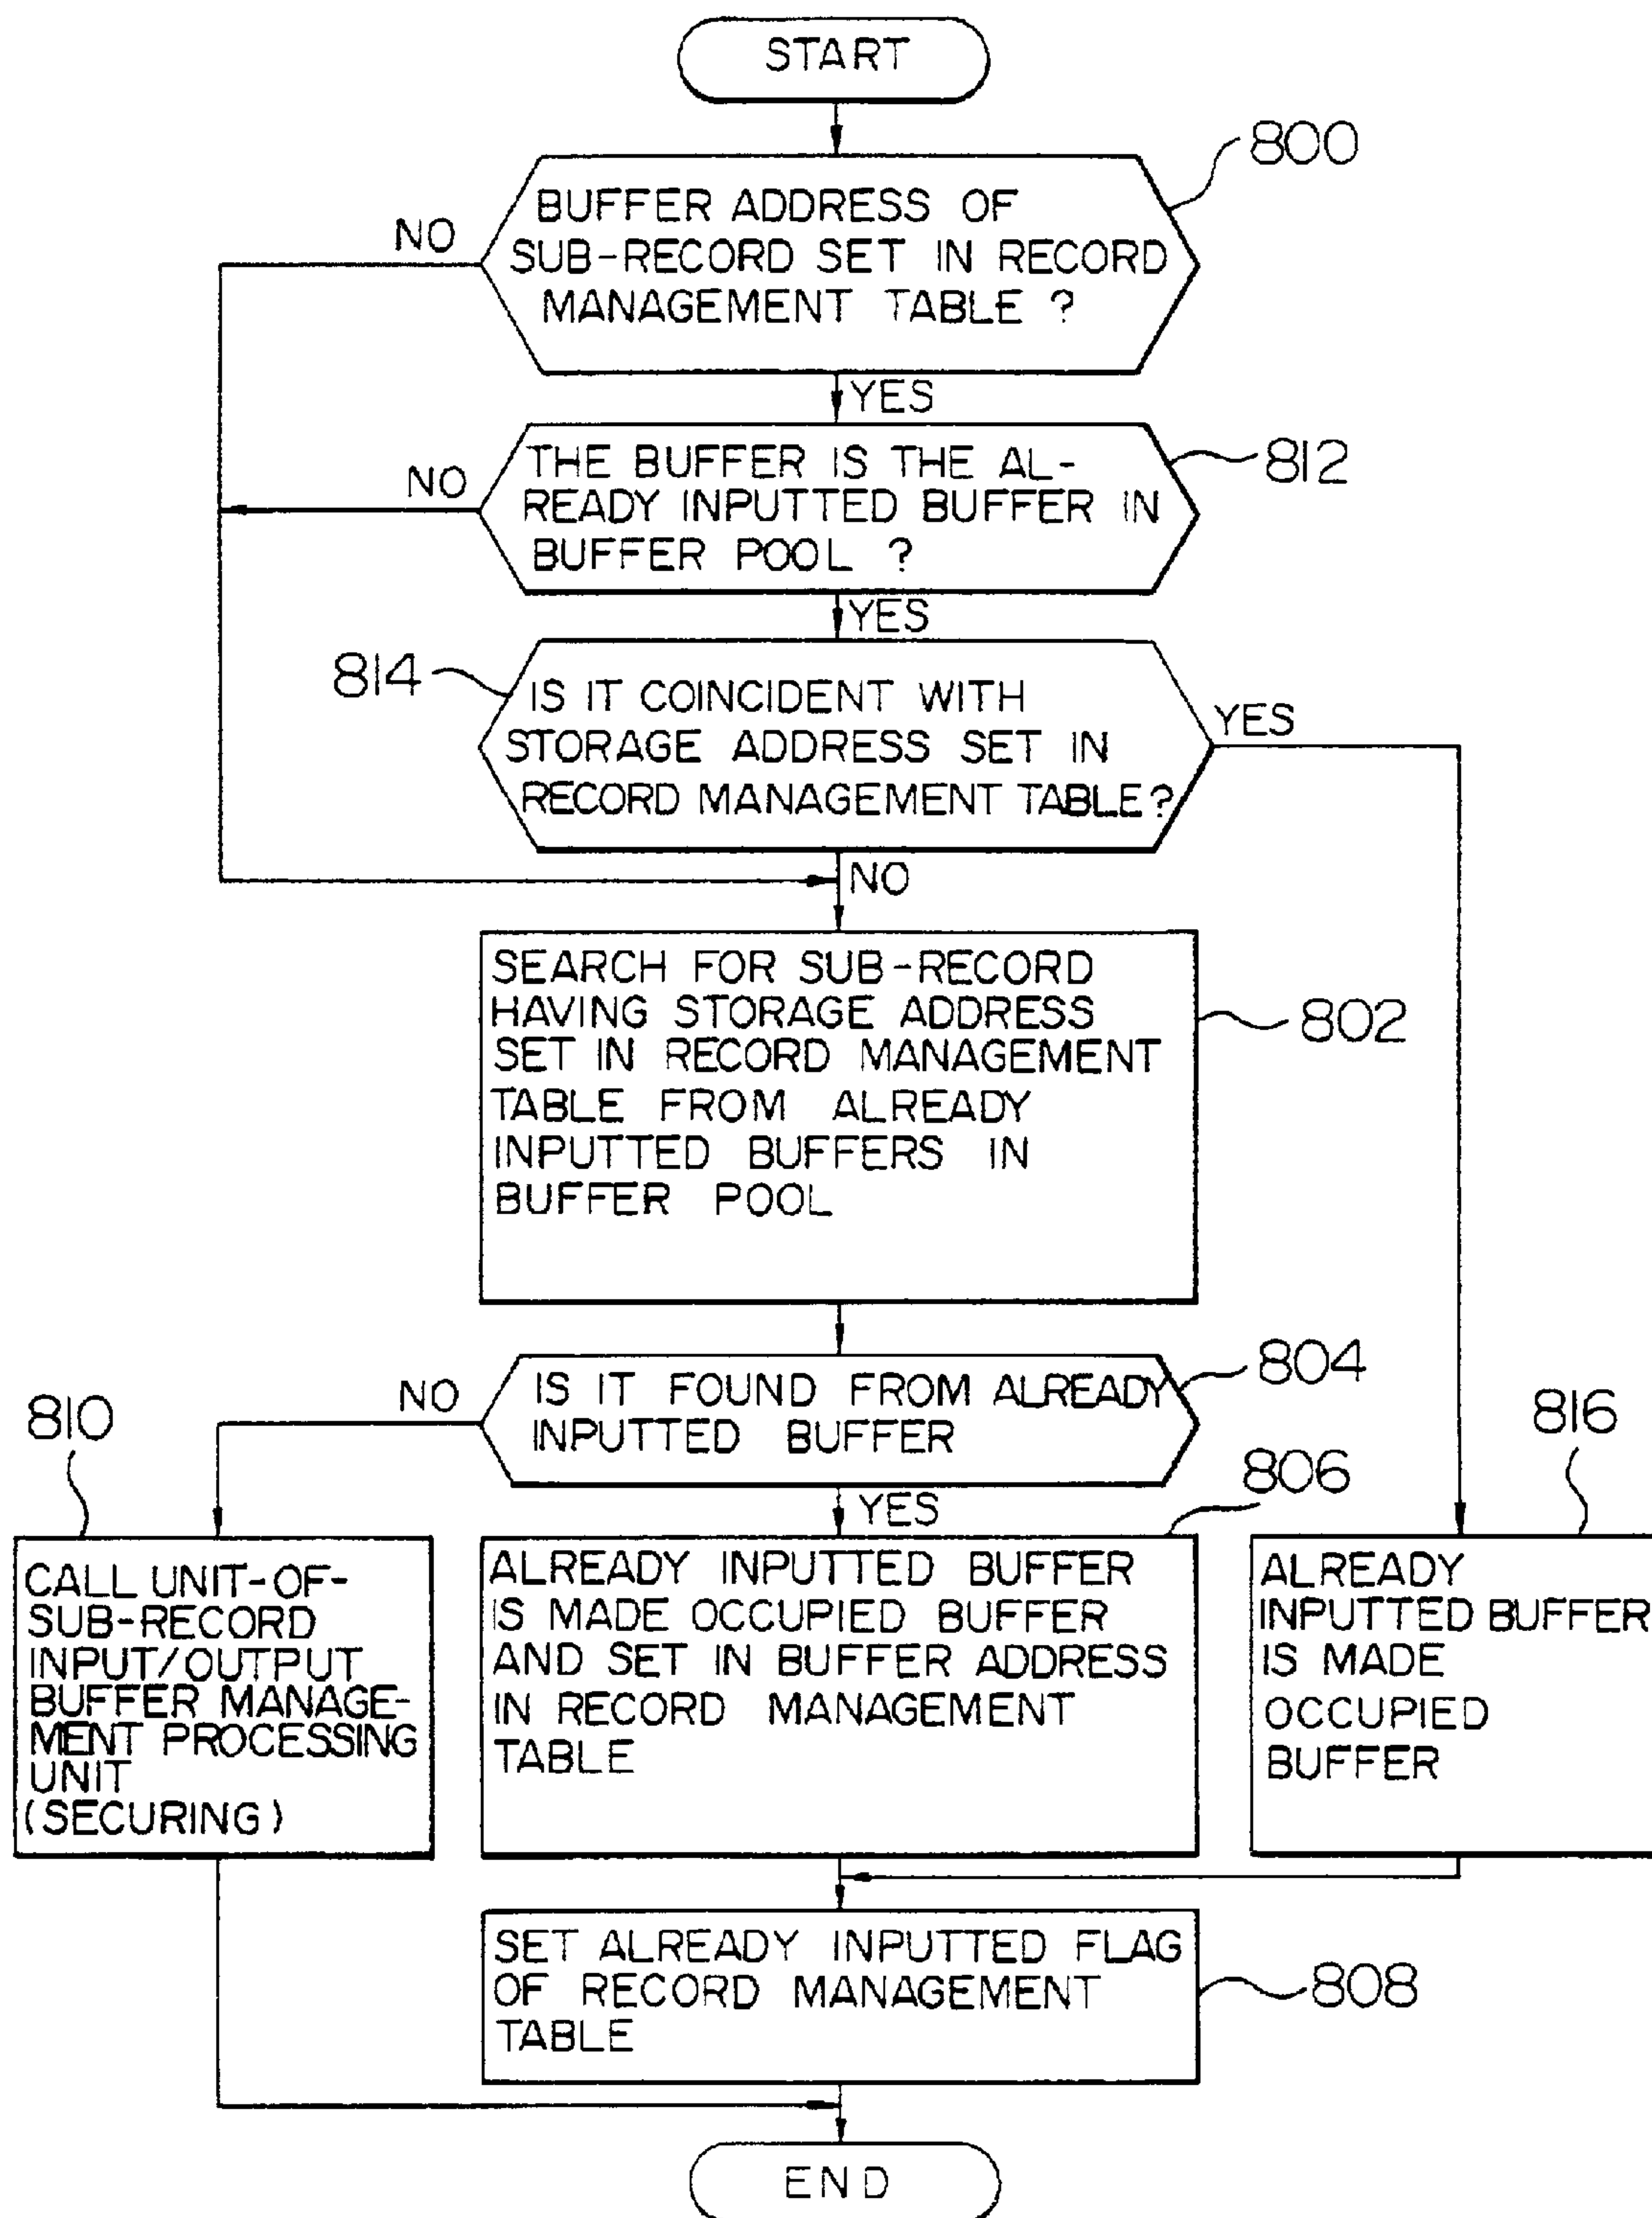 START
800
BUFFER ADDRESS OF
SUB-RECORD SET IN RECORD
MANAGEMENT TABLE ?
NO
YES
812
THE BUFFER IS THE AL-
READY INPUTTED BUFFER IN
BUFFER POOL ?
NO
YES
814
IS IT COINCIDENT WITH
STORAGE ADDRESS SET IN
RECORD MANAGEMENT TABLE?
YES
NO
SEARCH FOR SUB-RECORD
HAVING STORAGE ADDRESS
SET IN RECORD MANAGEMENT
TABLE FROM ALREADY
INPUTTED BUFFERS IN
BUFFER POOL
802
804
IS IT FOUND FROM ALREADY
INPUTTED BUFFER
NO
YES
810
CALL UNIT-OF-
SUB-RECORD
INPUT/OUTPUT
BUFFER MANAGE-
MENT PROCESSING
UNIT
(SECURING)
806
ALREADY INPUTTED BUFFER
IS MADE OCCUPIED BUFFER
AND SET IN BUFFER ADDRESS
IN RECORD MANAGEMENT
TABLE
816
ALREADY
INPUTTED BUFFER
IS MADE
OCCUPIED
BUFFER
SET ALREADY INPUTTED FLAG
OF RECORD MANAGEMENT
TABLE
808
END